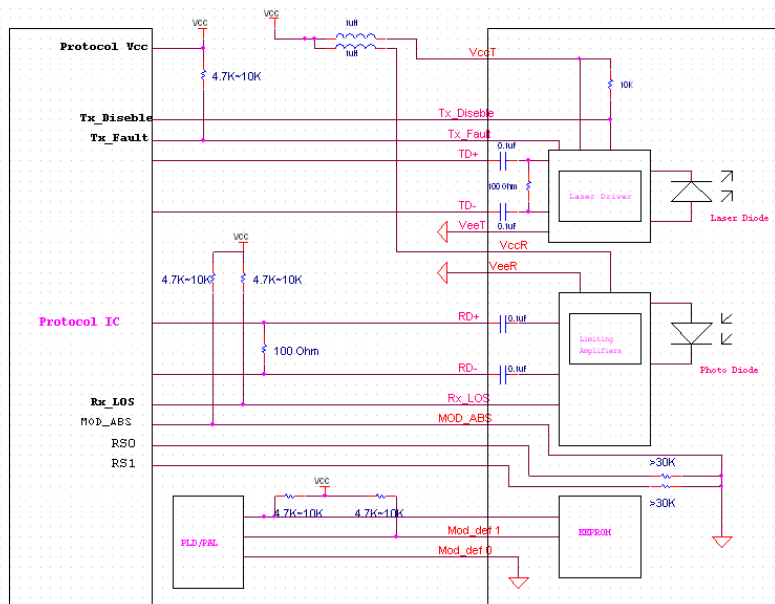 VCC
VCC
1uH
1uH
Protocol Vcc
4.7K~10K
VccT
10K
Tx_Diseble
Tx_Diseble
Tx_Fault
Tx_Fault
TD+
0.1uf
100 Ohm
Laser Driver
Laser Diode
TD-
0.1uf
VeeT
VCC
VccR
VeeR
4.7K~10K
4.7K~10K
Protocol IC
RD+
0.1uf
Limiting
Amplifiers
100 Ohm
RD-
0.1uf
Photo Diode
Rx_LOS
Rx_LOS
MOD_ABS
MOD_ABS
RS0
RS1
>30K
>30K
VCC
4.7K~10K
4.7K~10K
PLD/PAL
Mod_def 1
EEPROM
Mod_def 0